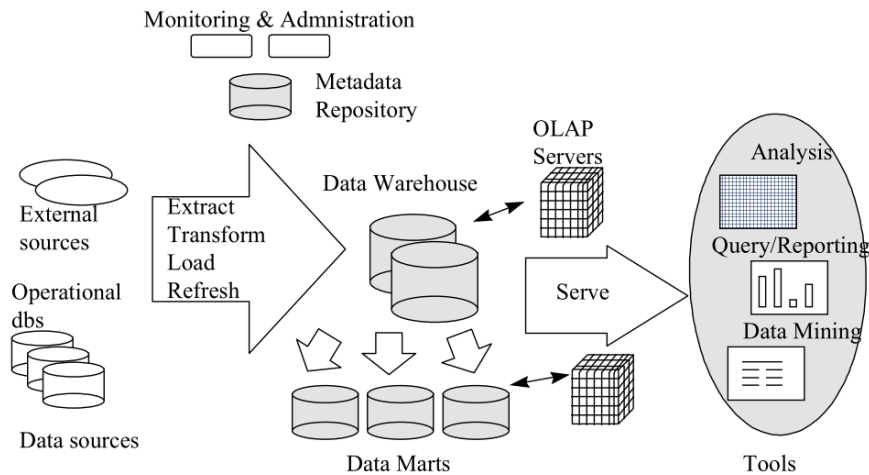 Monitoring & Admnistration
Metadata
Repository
OLAP
Servers
Analysis
Data Warehouse
External
sources
Extract
Transform
Load
Refresh
Query/Reporting
Operational
dbs
Serve
Data Mining
Data sources
Data Marts
Tools